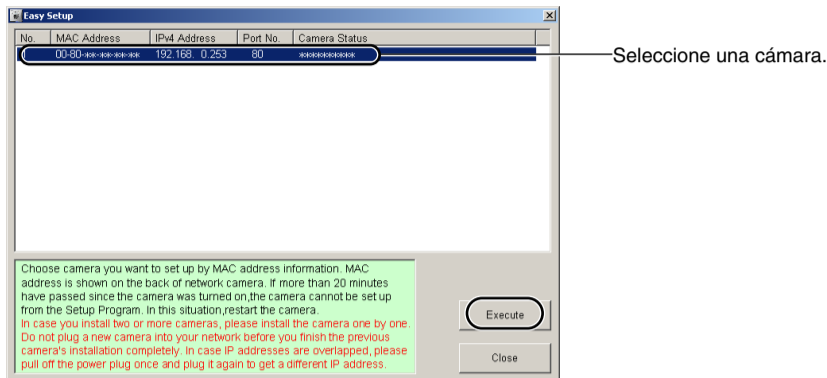 Easy Setup
No. MAC Address IPv4 Address Port No. Camera Status
00-80-**-**-**-** 192.168. 0.253 80 ***********
Seleccione una cámara.
Choose camera you want to set up by MAC address information. MAC
address is shown on the back of network camera. If more than 20 minutes
have passed since the camera was turned on,the camera cannot be set up
from the Setup Program. In this situation,restart the camera.
In case you install two or more cameras, please install the camera one by one.
Do not plug a new camera into your network before you finish the previous
camera's installation completely. In case IP addresses are overlapped, please
pull off the power plug once and plug it again to get a different IP address.
Execute
Close